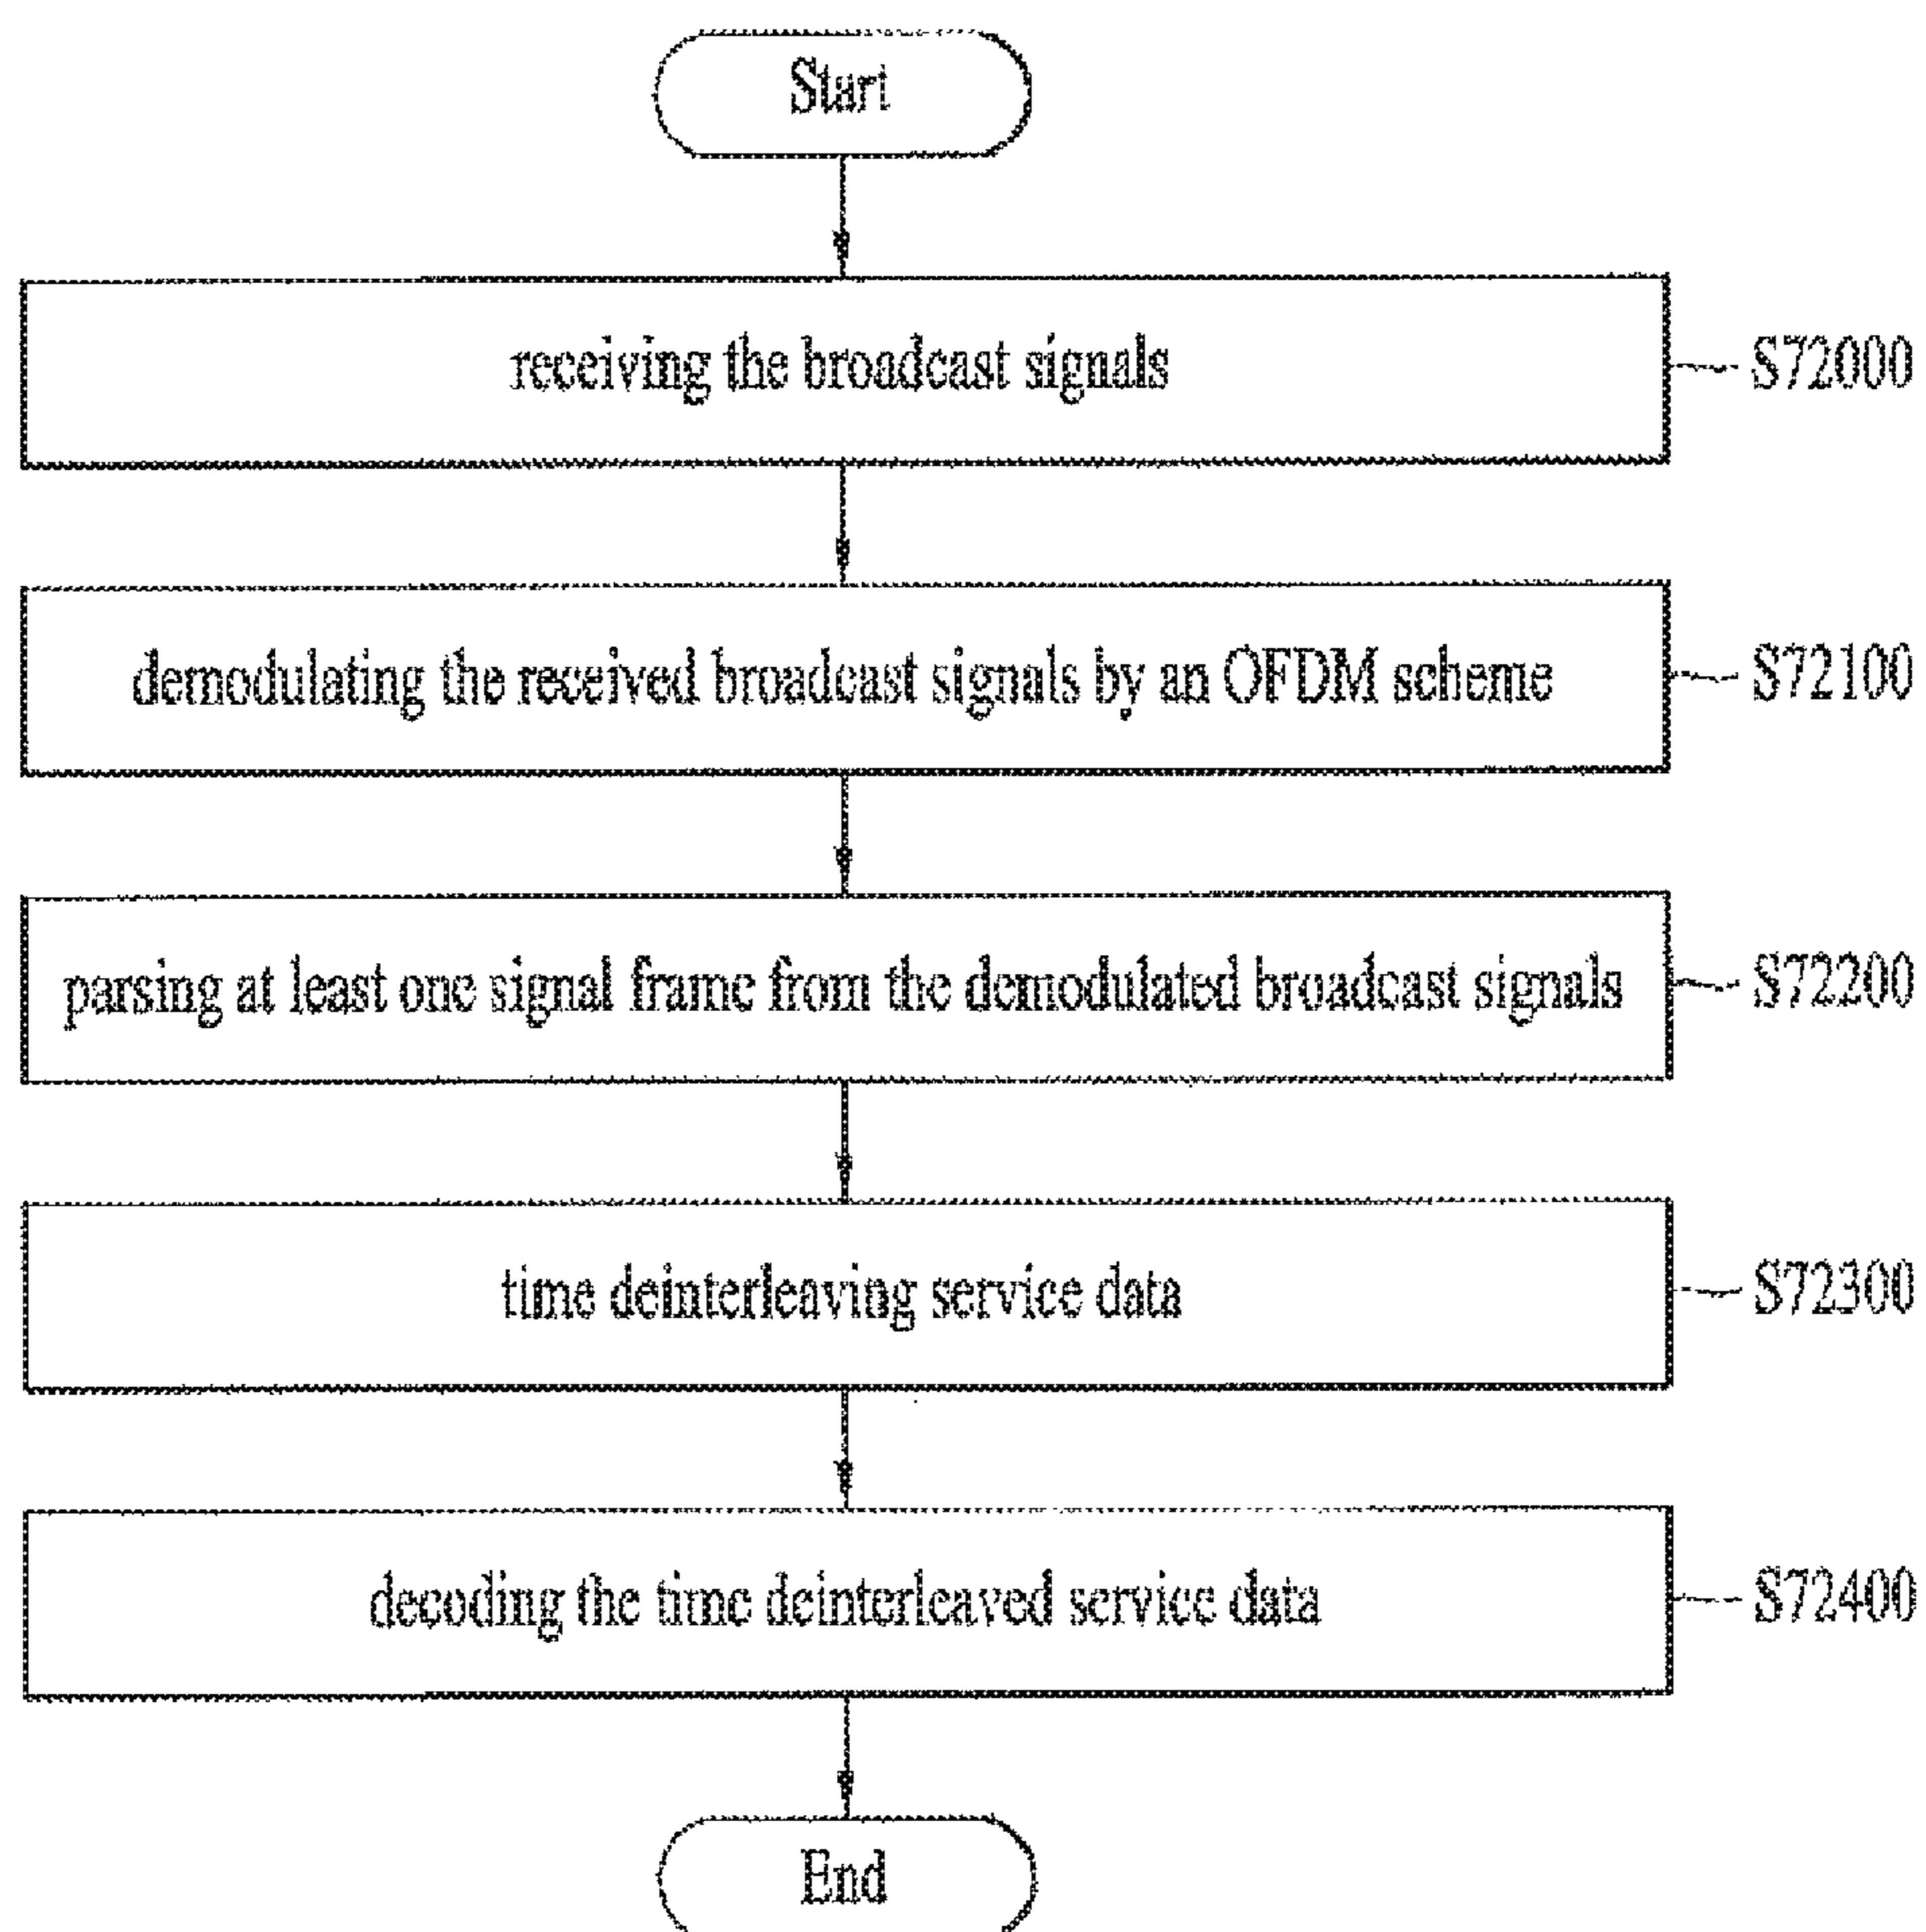 Start
receiving the broadcast signals
S72000
demodulating the received broadcast signals by an OFDM scheme
S72100
parsing at least one signal frame from the demodulated broadcast signals
S72200
time deinterleaving service data
S72300
decoding the time deinterleaved service data
S72400
End